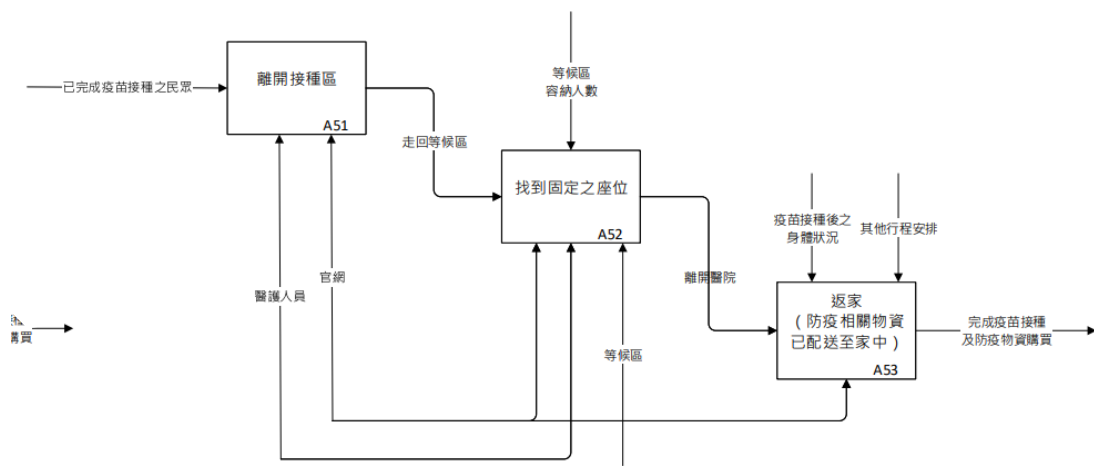 已完成疫苗接種之民眾
離開接種區
A51
走回等候區
等候區
容納人數
找到固定之座位
A52
醫護人員
官網
等候區
離開醫院
疫苗接種後之
身體狀況
其他行程安排
返家
(防疫相關物資
已配送至家中)
A53
完成疫苗接種
及防疫物資購買
購買